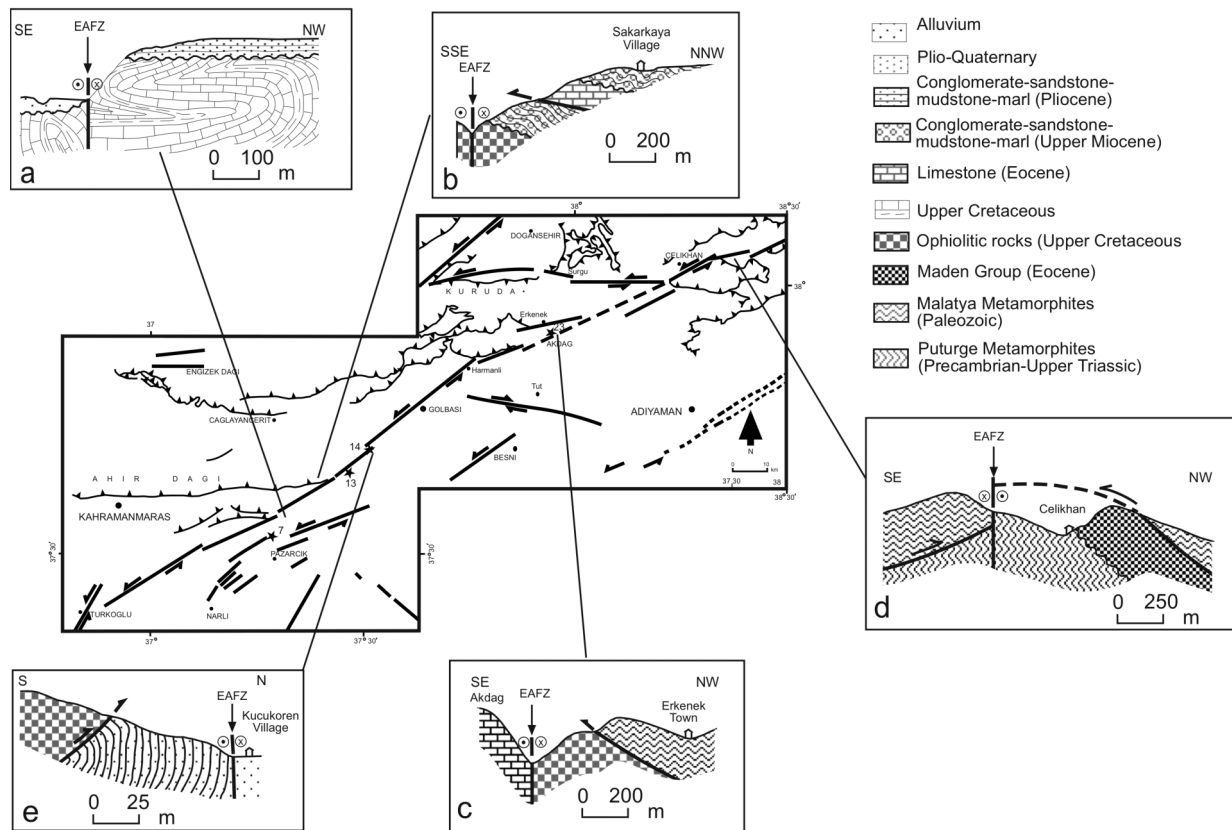 SE
EAFZ
NW
0 100
m
a
SSE
EAFZ
Sakarkaya
Village
NNW
0 200
m
b
Alluvium
Plio-Quaternary
Conglomerate-sandstone-
mudstone-marl (Pliocene)
Conglomerate-sandstone-
mudstone-marl (Upper Miocene)
Limestone (Eocene)
Upper Cretaceous
Ophiolitic rocks (Upper Cretaceous
Maden Group (Eocene)
Malatya Metamorphites
(Paleozoic)
Puturge Metamorphites
(Precambrian-Upper Triassic)
38°
38° 30'
DOGANSEHIR
CELIKHAN
Surgu
38°
KURUDA
37
Erkenek
23
AKDAG
ENGIZEK DAGI
Harmanli
Tut
CAGLAYANCERIT
GOLBASI
ADIYAMAN
14
BESNI
N
0 10
km
13
AHIR DAGI
37,30
38° 30'
KAHRAMANMARAS
7
37°30'
PAZARCIK
37°30'
TURKOGLU
NARLI
37°
37° 30'
SE
EAFZ
NW
Celikhan
0 250
m
d
S
N
EAFZ
Kucukoren
Village
0 25
m
e
SE
EAFZ
NW
Akdag
Erkenek
Town
0 200
m
c